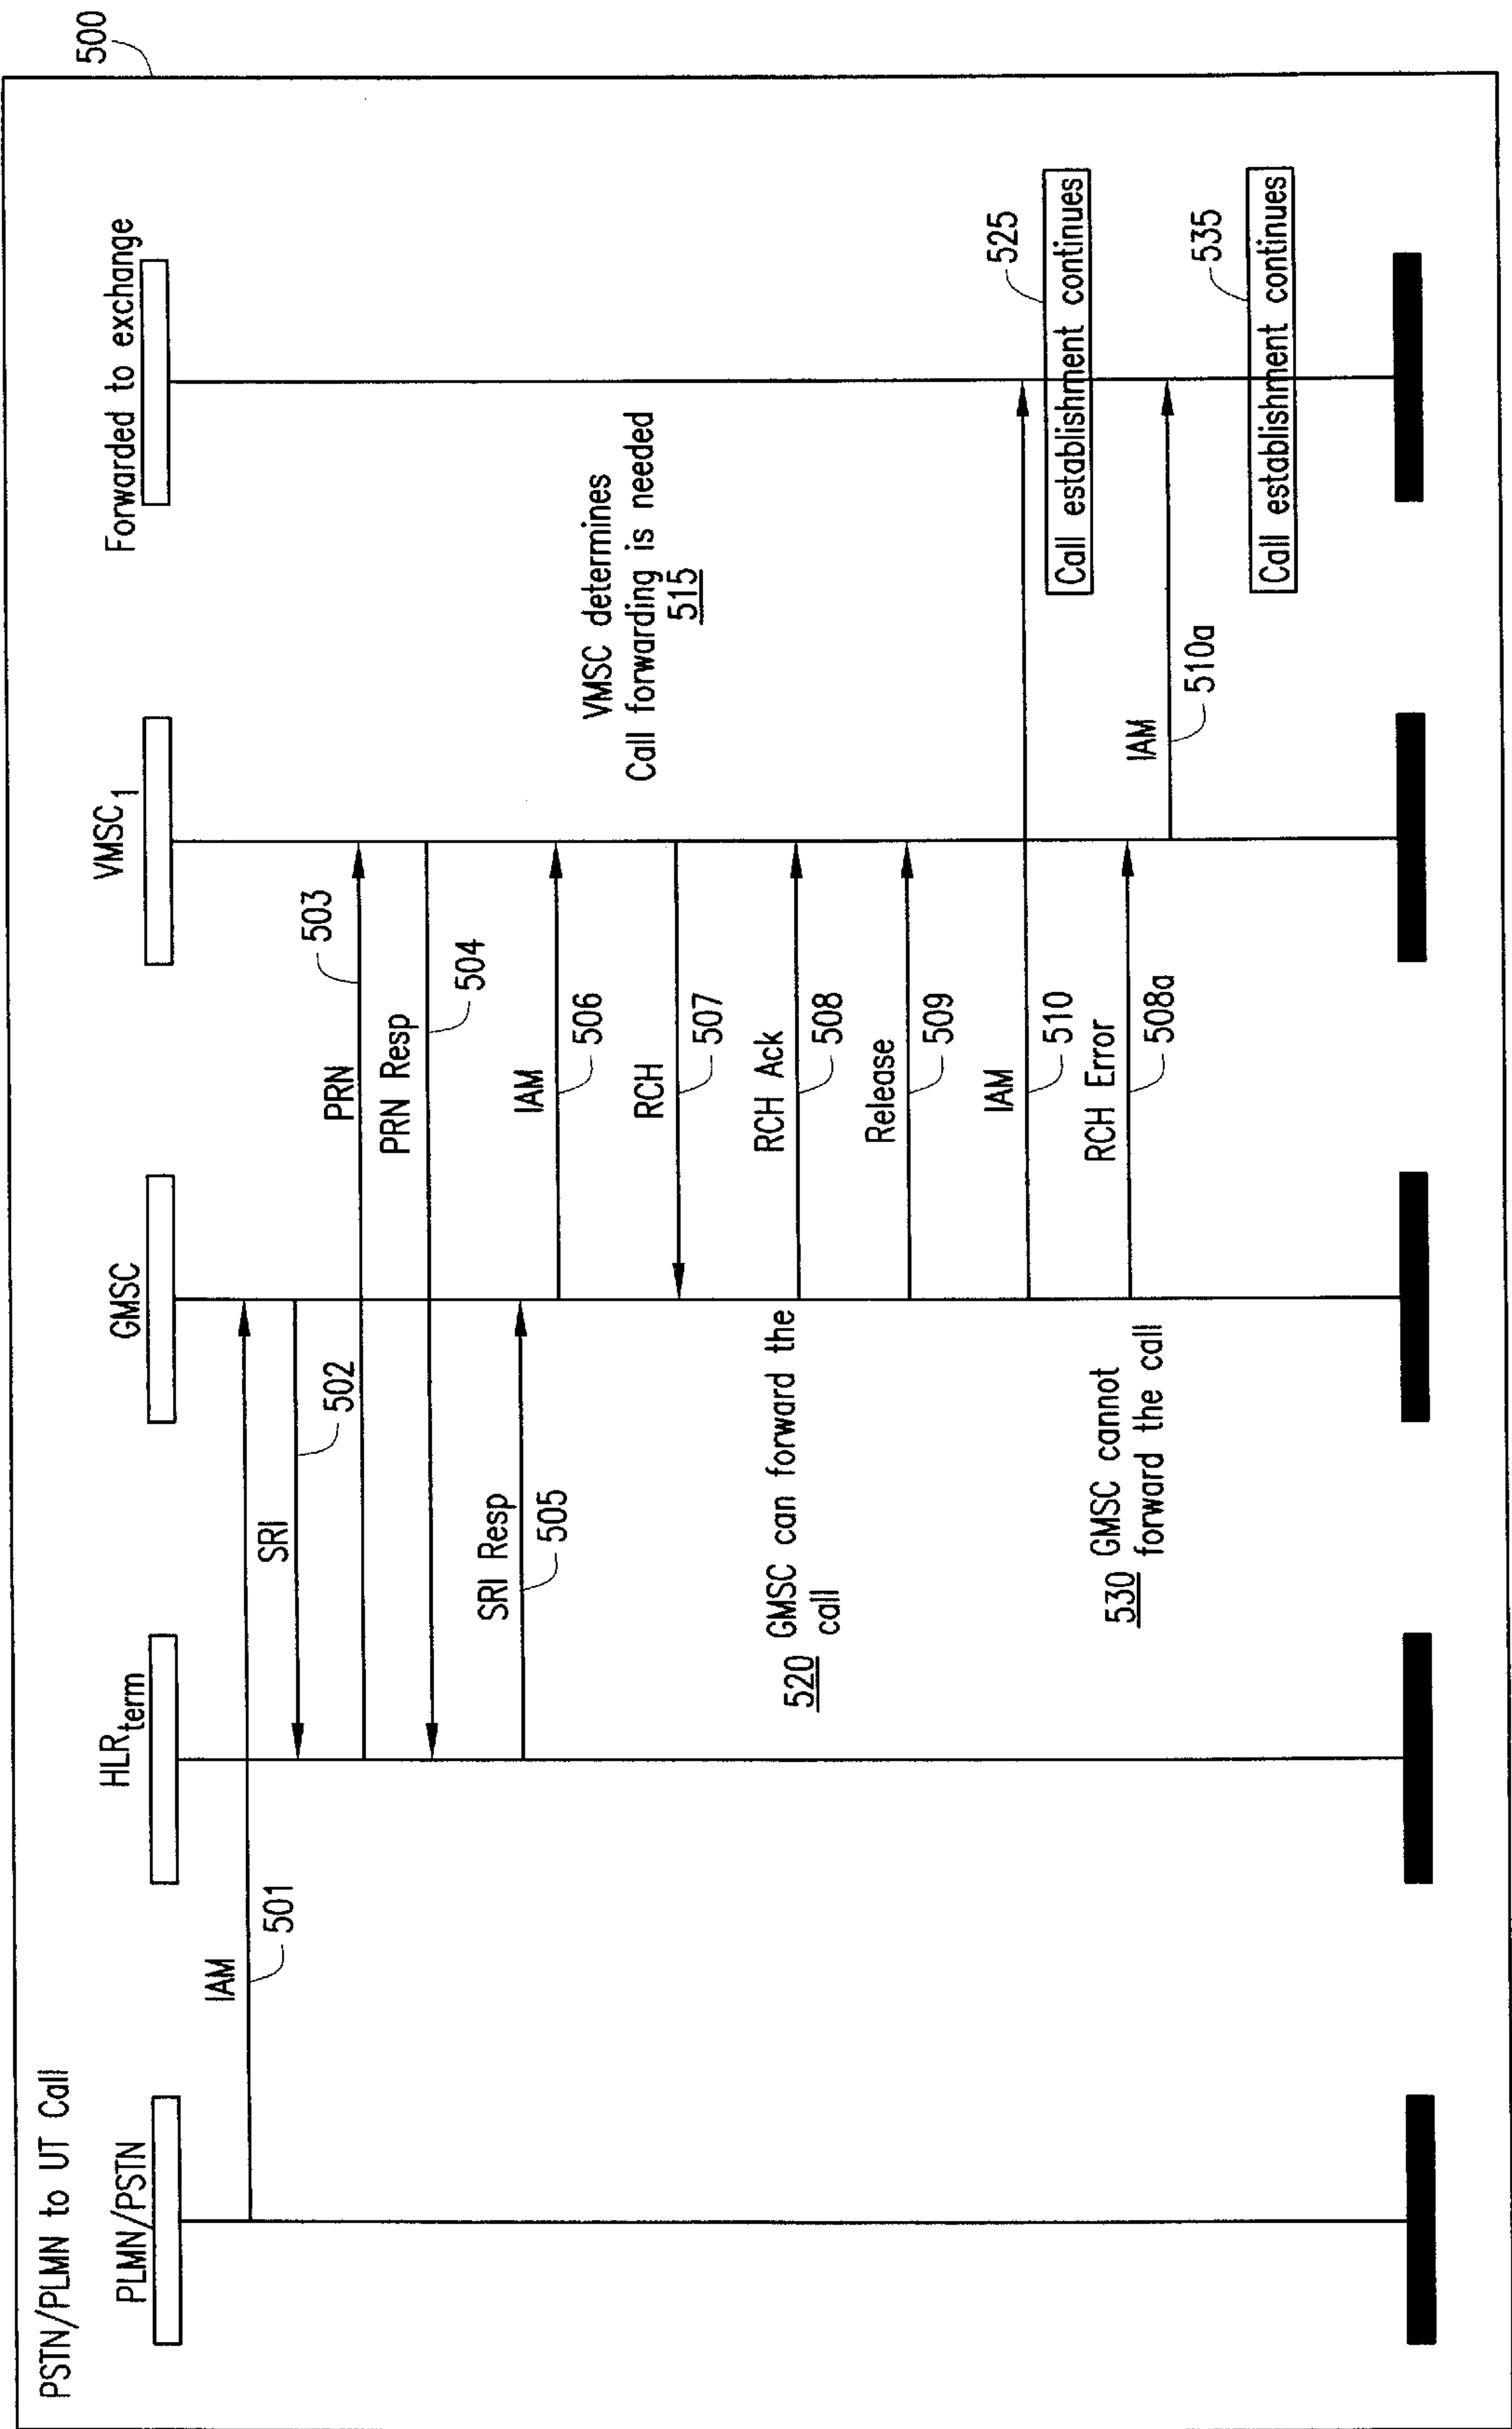 PSTN/PLMN to UT Call
500
PLMN/PSTN
HLRterm
GMSC
VMSC1
Forwarded to exchange
IAM
501
SRI
502
PRN
503
PRN Resp
504
SRI Resp
505
IAM
506
VMSC determines
Call forwarding is needed
515
RCH
507
520 GMSC can forward the
call
RCH Ack
508
Release
509
IAM
510
525
Call establishment continues
530 GMSC cannot
forward the call
RCH Error
508a
IAM
510a
535
Call establishment continues